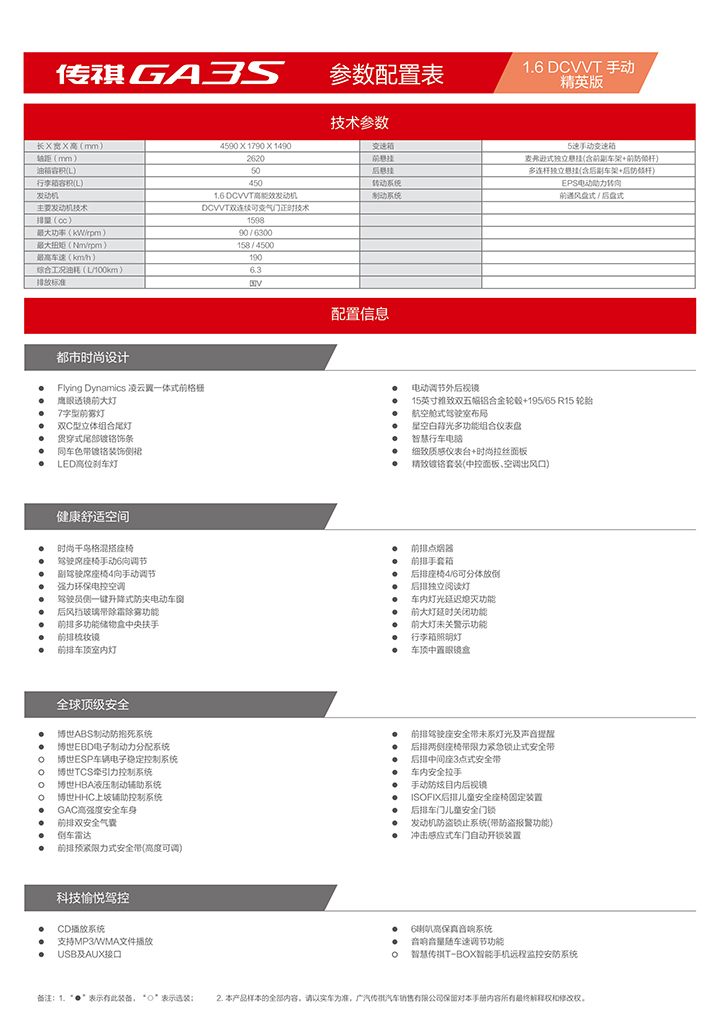 传祺GA3S 参数配置表 1.6 DCVVT 手动
精英版
技术参数
长X宽X高(mm) 4590 X 1790 X 1490 变速箱 5速手动变速箱
轴距(mm) 2620 前悬挂 麦弗逊式独立悬挂(含前副车架+前防倾杆)
油箱容积(L) 50 后悬挂 多连杆独立悬挂(含后副车架+后防倾杆)
行李箱容积(L) 450 转动系统 EPS电动助力转向
发动机 1.6 DCVVT高能效发动机 制动系统 前通风盘式 / 后盘式
主要发动机技术 DCVVT双连续可变气门正时技术
排量(cc) 1598
最大功率(kW/rpm) 90 / 6300
最大扭矩(Nm/rpm) 158 / 4500
最高车速(km/h) 190
综合工况油耗(L/100km) 6.3
排放标准 国V
配置信息
都市时尚设计
● Flying Dynamics 凌云翼一体式前格栅
● 鹰眼透镜前大灯
● 7字型前雾灯
● 双C型立体组合尾灯
● 贯穿式尾部镀铬饰条
● 同车色带镀铬装饰侧裙
● LED高位刹车灯
● 电动调节外后视镜
● 15英寸雅致双五幅铝合金轮毂+195/65 R15 轮胎
● 航空舱式驾驶室布局
● 星空白背光多功能组合仪表盘
● 智慧行车电脑
● 细致质感仪表台+时尚拉丝面板
● 精致镀铬套装(中控面板、空调出风口)
健康舒适空间
● 时尚千鸟格混搭座椅
● 驾驶席座椅手动6向调节
● 副驾驶席座椅4向手动调节
● 强力环保电控空调
● 驾驶员侧一键升降式防夹电动车窗
● 后风挡玻璃带除霜除雾功能
● 前排多功能储物盒中央扶手
● 前排梳妆镜
● 前排车顶室内灯
● 前排点烟器
● 前排手套箱
● 后排座椅4/6可分体放倒
● 后排独立阅读灯
● 车内灯光延迟熄灭功能
● 前大灯延时关闭功能
● 前大灯未关警示功能
● 行李箱照明灯
● 车顶中置眼镜盒
全球顶级安全
● 博世ABS制动防抱死系统
● 博世EBD电子制动力分配系统
○ 博世ESP车辆电子稳定控制系统
○ 博世TCS牵引力控制系统
○ 博世HBA液压制动辅助系统
○ 博世HHC上坡辅助控制系统
● GAC高强度安全车身
● 前排双安全气囊
● 倒车雷达
● 前排预紧限力式安全带(高度可调)
● 前排驾驶座安全带未系灯光及声音提醒
● 后排两侧座椅带限力紧急锁止式安全带
● 后排中间座3点式安全带
● 车内安全拉手
● 手动防炫目内后视镜
● ISOFIX后排儿童安全座椅固定装置
● 后排车门儿童安全门锁
● 发动机防盗锁止系统(带防盗报警功能)
● 冲击感应式车门自动开锁装置
科技愉悦驾控
● CD播放系统
● 支持MP3/WMA文件播放
● USB及AUX接口
● 6喇叭高保真音响系统
● 音响音量随车速调节功能
○ 智慧传祺T-BOX智能手机远程监控安防系统
备注：1.“●”表示有此装备，“○”表示选装； 2. 本产品样本的全部内容，请以实车为准，广汽传祺汽车销售有限公司保留对本手册内容所有最终解释权和修改权。